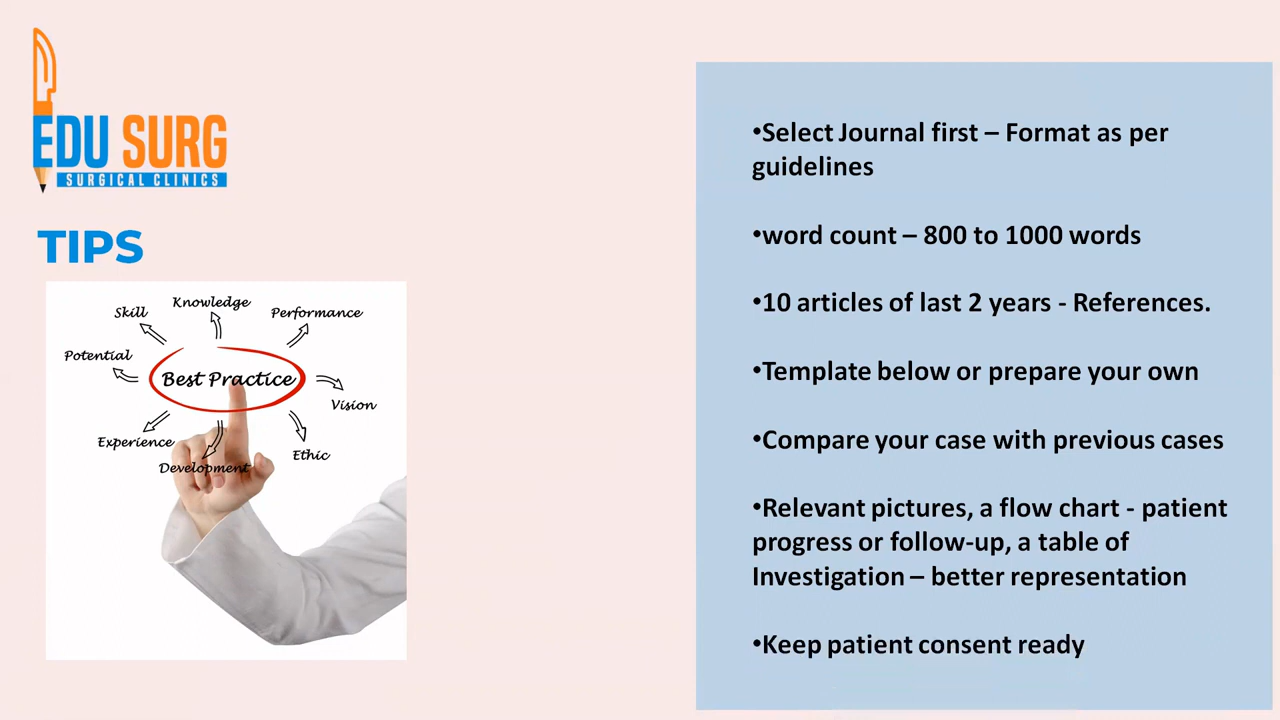 EDU SURG
SURGICAL CLINICS
TIPS
Skill
Knowledge
Performance
Potential
Best Practice
Vision
Experience
Development
Ethic
•Select Journal first – Format as per
guidelines
•word count – 800 to 1000 words
•10 articles of last 2 years - References.
•Template below or prepare your own
•Compare your case with previous cases
•Relevant pictures, a flow chart - patient
progress or follow-up, a table of
Investigation – better representation
•Keep patient consent ready